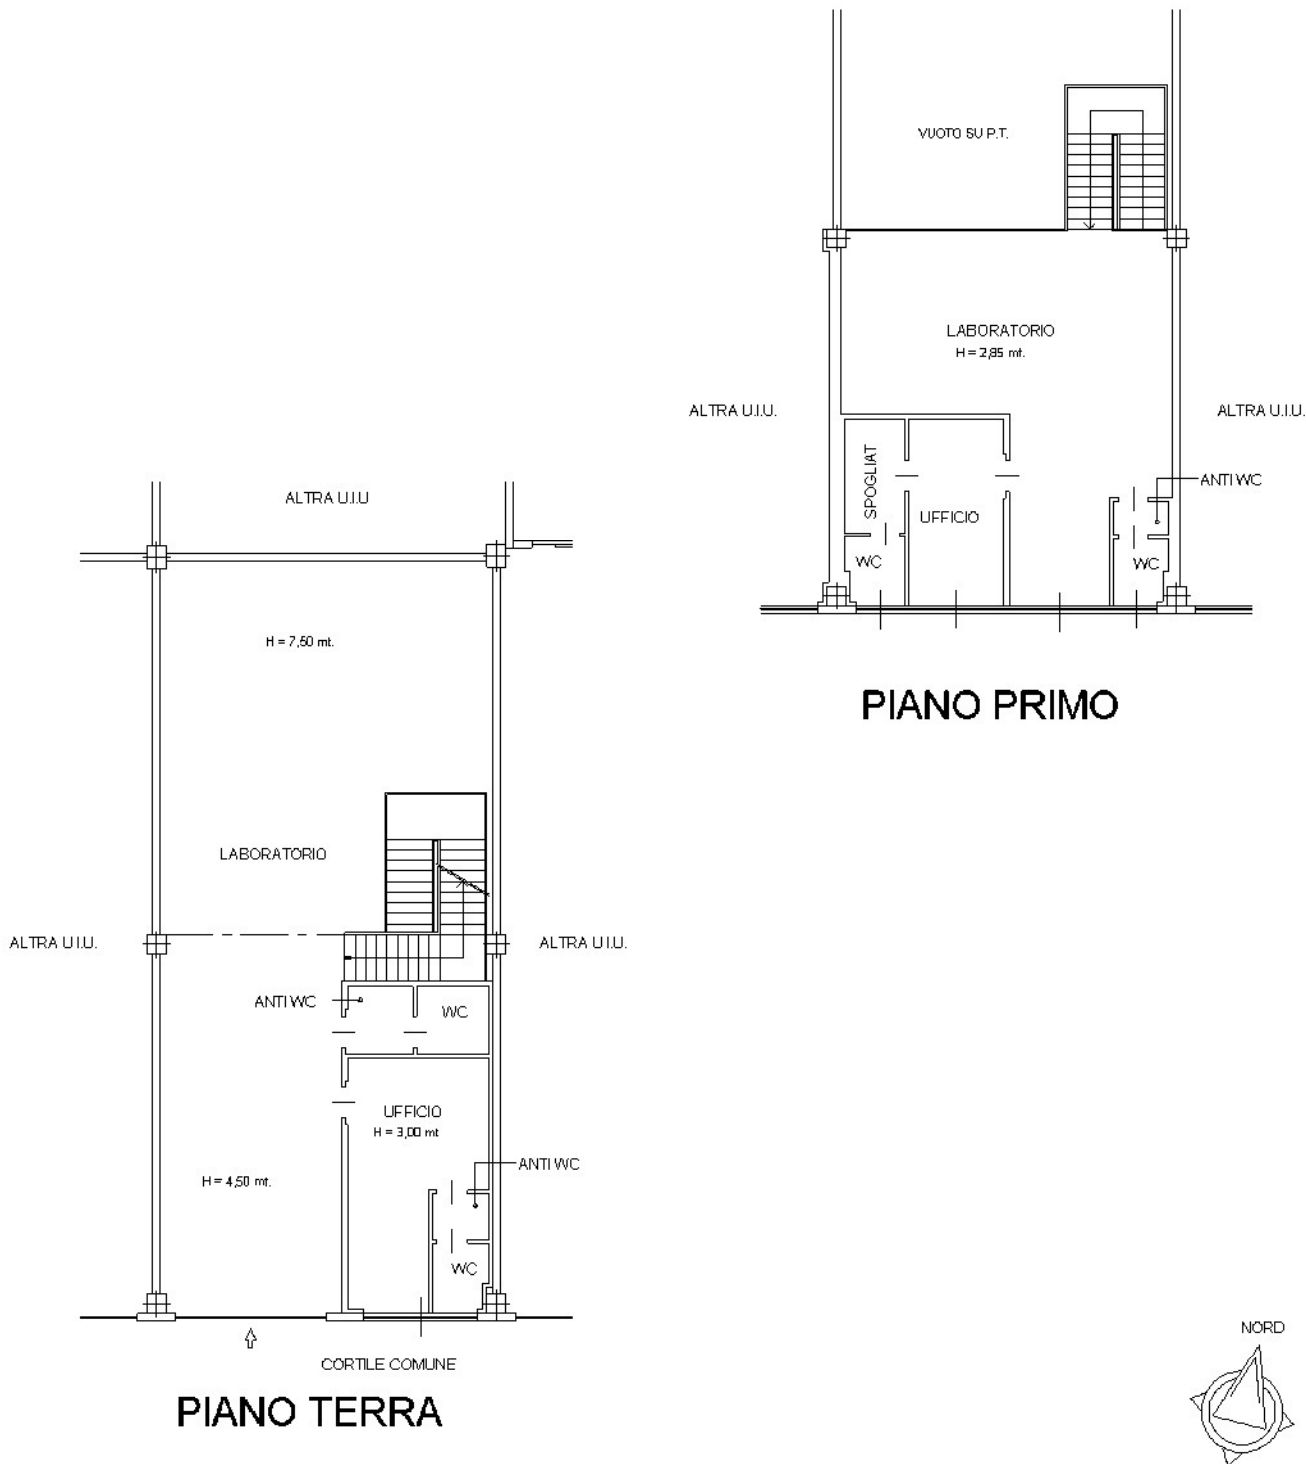 VUOTO SU P.T.
LABORATORIO
H = 2,85 mt.
ALTRA U.I.U.
ALTRA U.I.U.
SPOGLIAT
ANTI WC
UFFICIO
WC
WC
PIANO PRIMO
ALTRA U.I.U
H = 7,50 mt.
LABORATORIO
ALTRA U.I.U.
ALTRA U.I.U.
ANTI WC
WC
UFFICIO
H = 3,00 mt
ANTI WC
H = 4,50 mt.
WC
CORTILE COMUNE
PIANO TERRA
NORD